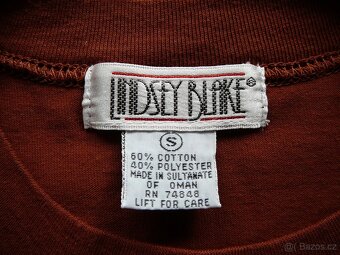 LINDSEY BLAKE®
S
60% COTTON
40% POLYESTER
MADE IN SULTANATE
OF OMAN
RN 74848
LIFT FOR CARE
Bazos.cz